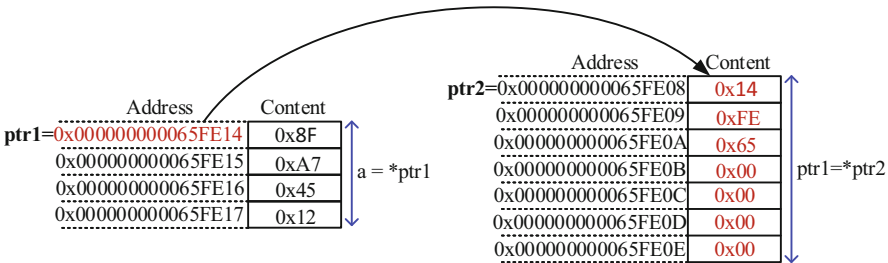 Address Content
ptr1=0x000000000065FE14 0x8F
0x000000000065FE15 0xA7
0x000000000065FE16 0x45
0x000000000065FE17 0x12
a = *ptr1
Address Content
ptr2=0x000000000065FE08 0x14
0x000000000065FE09 0xFE
0x000000000065FE0A 0x65
0x000000000065FE0B 0x00
0x000000000065FE0C 0x00
0x000000000065FE0D 0x00
0x000000000065FE0E 0x00
ptr1=*ptr2